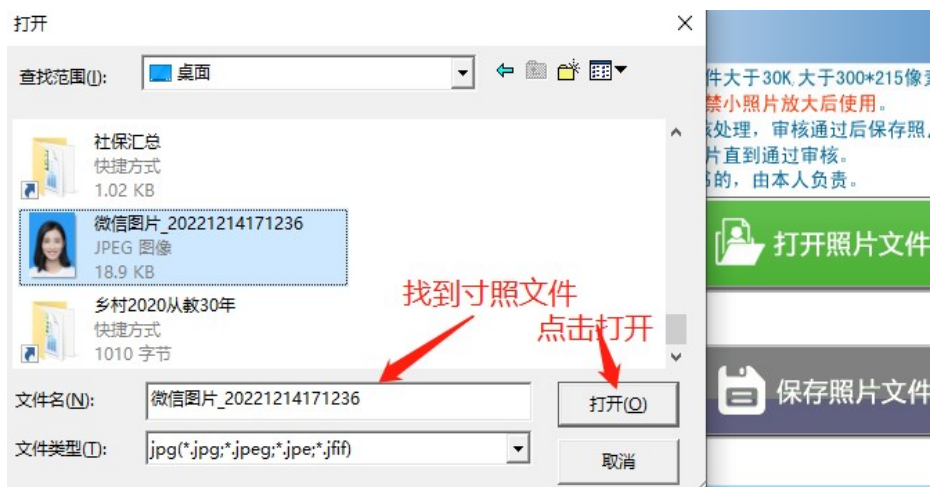 打开
查找范围(I):
桌面
社保汇总
快捷方式
1.02 KB
微信图片_20221214171236
JPEG 图像
18.9 KB
乡村2020从教30年
快捷方式
1010 字节
找到寸照文件
点击打开
文件名(N):
微信图片_20221214171236
打开(O)
文件类型(T):
jpg(*.jpg;*.jpeg;*.jpe;*.jfif)
取消
件大于30K,大于300*215像
禁小照片放大后使用。
处理，审核通过后保存照
片直到通过审核。
的，由本人负责。
打开照片文件
保存照片文件